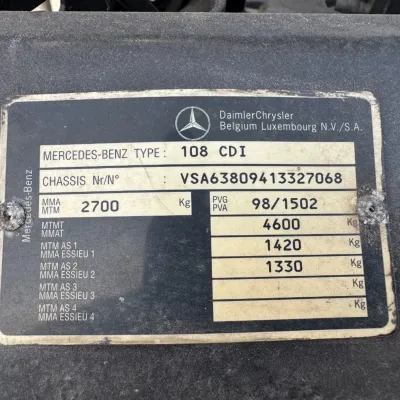 DaimlerChrysler
Belgium Luxembourg N.V./S.A.
Mercedes-Benz
MERCEDES-BENZ TYPE: 108 CDI
CHASSIS Nr/N°: VSA63809413327068
MMA
MTM 2700 Kg
PVG
PVA 98/1502
MTMT
MMAT 4600 Kg
MTM AS 1
MMA ESSIEU 1 1420 Kg
MTM AS 2
MMA ESSIEU 2 1330 Kg
MTM AS 3
MMA ESSIEU 3 Kg
MTM AS 4
MMA ESSIEU 4 Kg